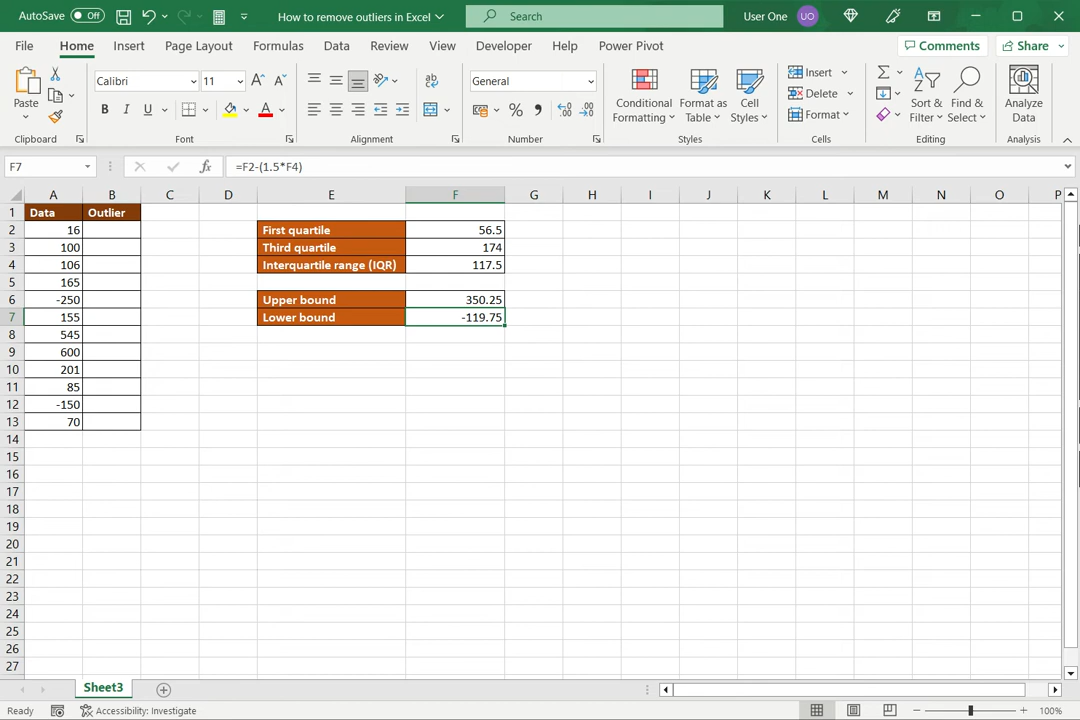 AutoSave Off How to remove outliers in Excel Search User One UO
File Home Insert Page Layout Formulas Data Review View Developer Help Power Pivot Comments Share
Paste Calibri 11 A A ab General Conditional Formatting Format as Table Cell Styles Insert Delete Format Sort & Filter Find & Select Analyze Data
B I U A $ % , .00
Clipboard Font Alignment Number Styles Cells Editing Analysis
F7 fx =F2-(1.5*F4)
A B C D E F G H I J K L M N O P
1 Data Outlier
2 16 First quartile 56.5
3 100 Third quartile 174
4 106 Interquartile range (IQR) 117.5
5 165
6 -250 Upper bound 350.25
7 155 Lower bound -119.75
8 545
9 600
10 201
11 85
12 -150
13 70
14
15
16
17
18
19
20
21
22
23
24
25
26
27
Sheet3
Ready Accessibility: Investigate 100%